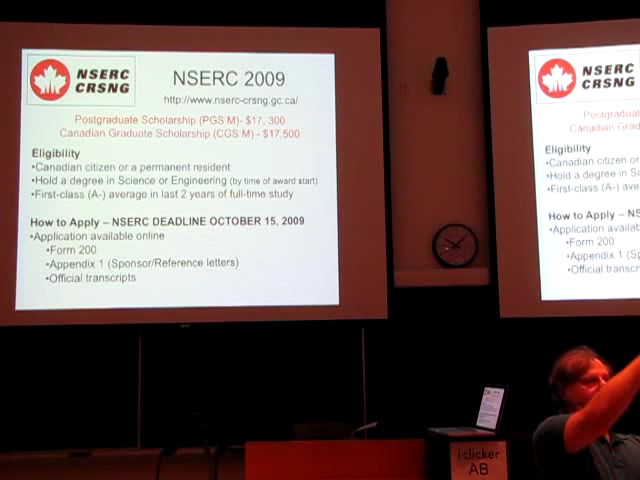 NSERC
CRSNG
NSERC 2009
http://www.nserc-crsng.gc.ca/
Postgraduate Scholarship (PGS M)- $17, 300
Canadian Graduate Scholarship (CGS M) - $17,500
Eligibility
•Canadian citizen or a permanent resident
•Hold a degree in Science or Engineering (by time of award start)
•First-class (A-) average in last 2 years of full-time study
How to Apply – NSERC DEADLINE OCTOBER 15, 2009
•Application available online
•Form 200
•Appendix 1 (Sponsor/Reference letters)
•Official transcripts
NSERC
CRSNG
Postgraduat
Canadian Grad
Eligibility
•Canadian citizen or
•Hold a degree in Sc
•First-class (A-) aver
How to Apply – NS
•Application availab
•Form 200
•Appendix 1 (Sp
•Official transcr
i clicker
AB